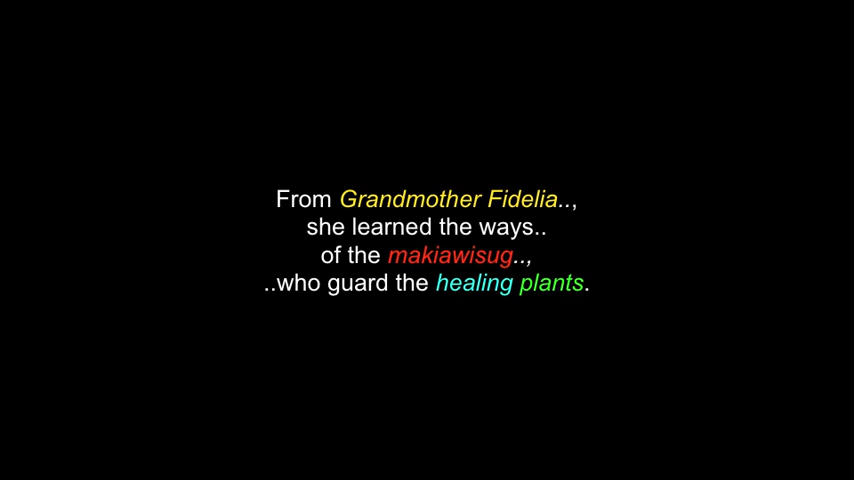 From Grandmother Fidelia..,
she learned the ways..
of the makiawisug..,
..who guard the healing plants.